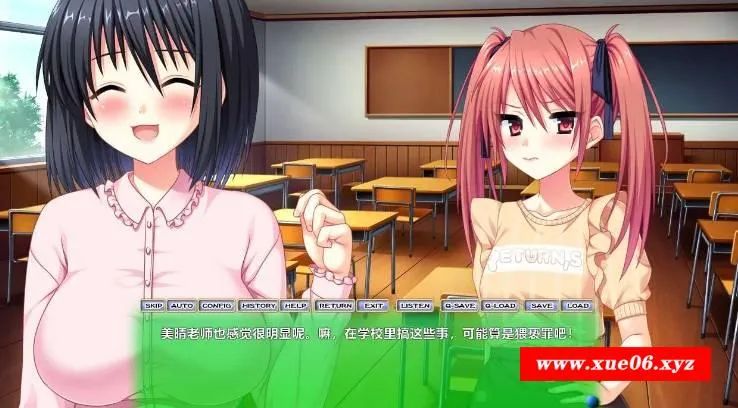 RETURN,S
SKIP AUTO CONFIG HISTORY HELP RETURN EXIT LISTEN Q-SAVE Q-LOAD SAVE LOAD
美晴老师也感觉很明显呢。嘛，在学校里搞这些事，可能算是猥亵罪吧！
www.xue06.xyz